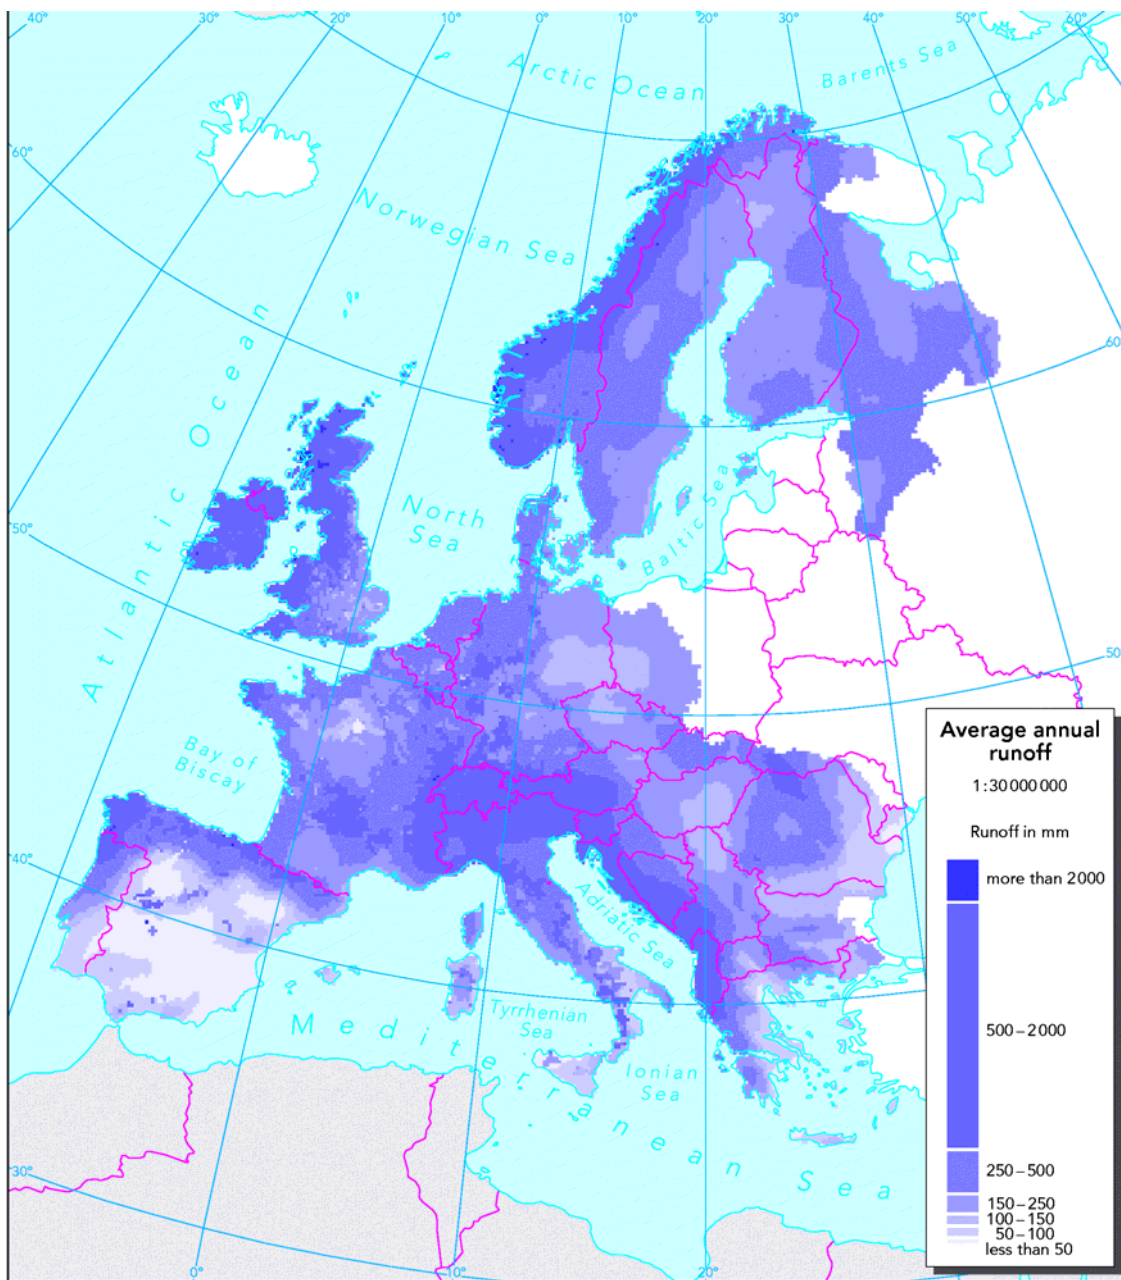 40°
30°
20°
10°
0°
10°
20°
30°
40°
50°
60°
Arctic Ocean
Barents Sea
60°
Norwegian Sea
Atlantic Ocean
60
50°
North
Sea
Baltic Sea
50
Bay of
Biscay
40°
Adriatic Sea
Tyrrhenian
Sea
Mediterranean Sea
Ionian
Sea
30°
0°
10°
20°
Average annual
runoff
1:30 000 000
Runoff in mm
more than 2000
500–2000
250–500
150–250
100–150
50–100
less than 50